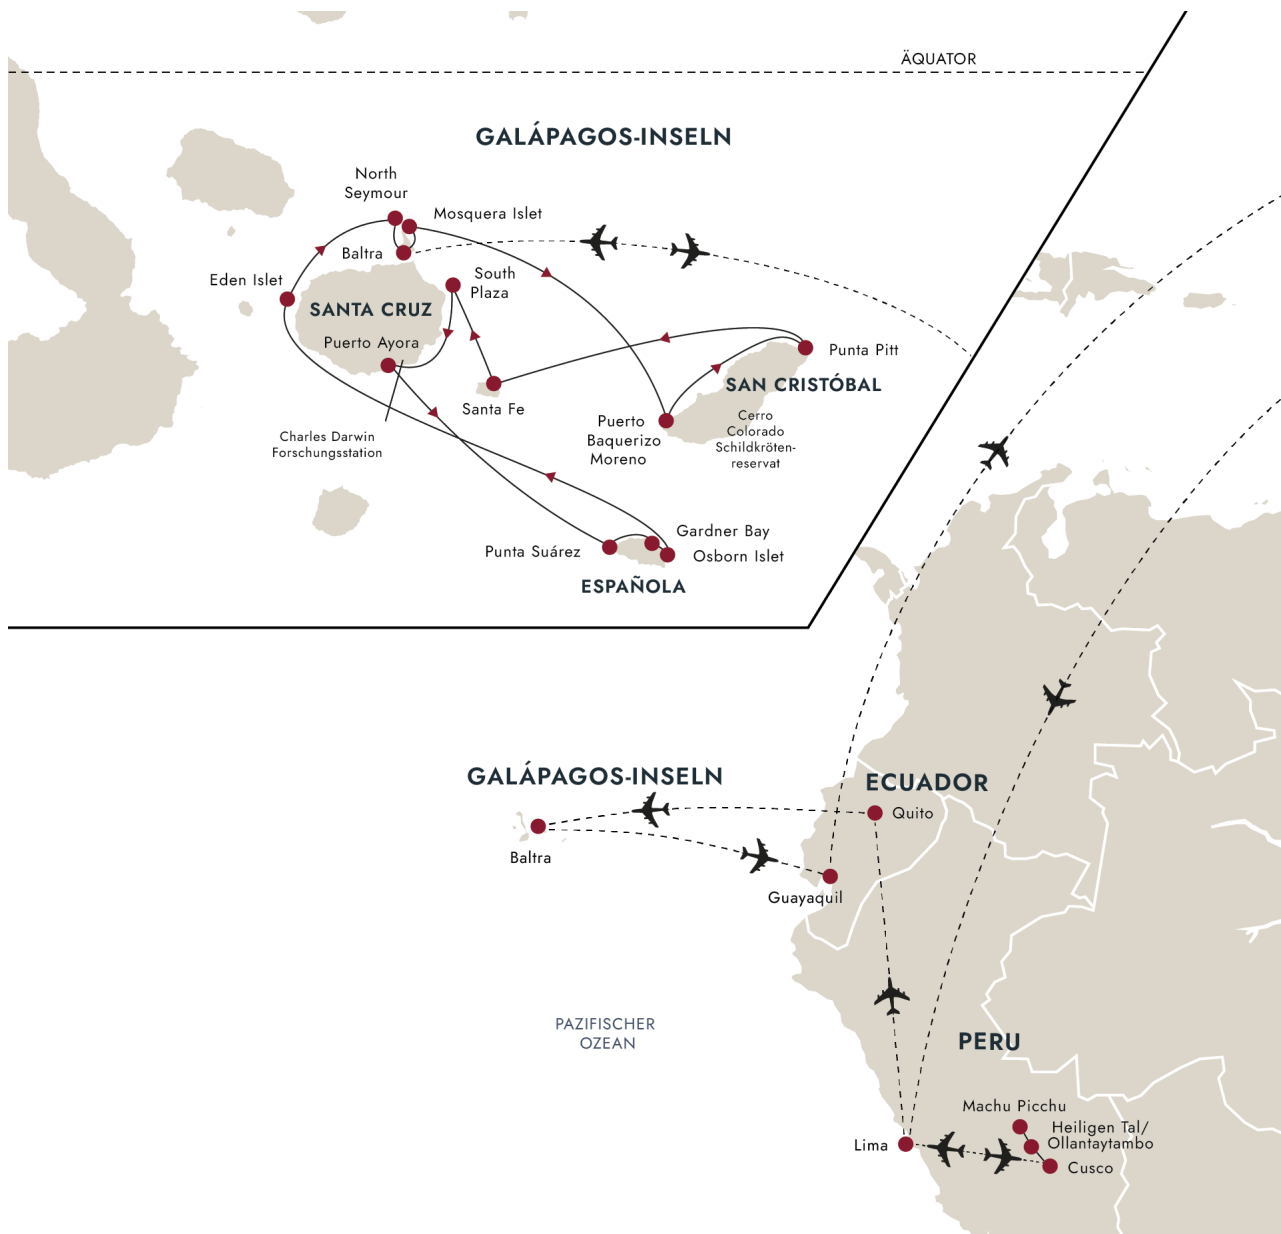 ÄQUATOR
GALÁPAGOS-INSELN
North
Seymour
Mosquera Islet
Baltra
South
Plaza
Eden Islet
SANTA CRUZ
Puerto Ayora
Punta Pitt
SAN CRISTÓBAL
Santa Fe
Puerto
Baquerizo
Moreno
Cerro
Colorado
Schildkröten-
reservat
Charles Darwin
Forschungsstation
Gardner Bay
Punta Suárez
Osborn Islet
ESPAÑOLA
GALÁPAGOS-INSELN
ECUADOR
Quito
Baltra
Guayaquil
PAZIFISCHER
OZEAN
PERU
Machu Picchu
Heiligen Tal/
Ollantaytambo
Lima
Cusco